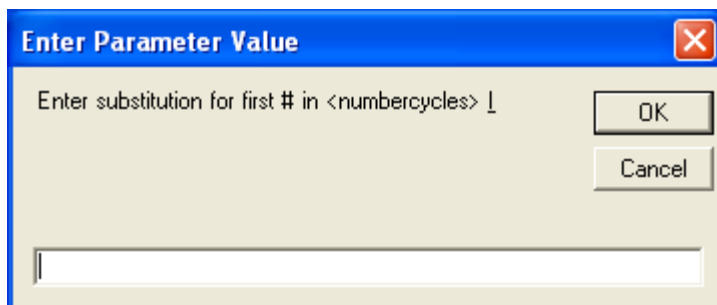 Enter Parameter Value
Enter substitution for first # in <numbercycles> I
OK
Cancel